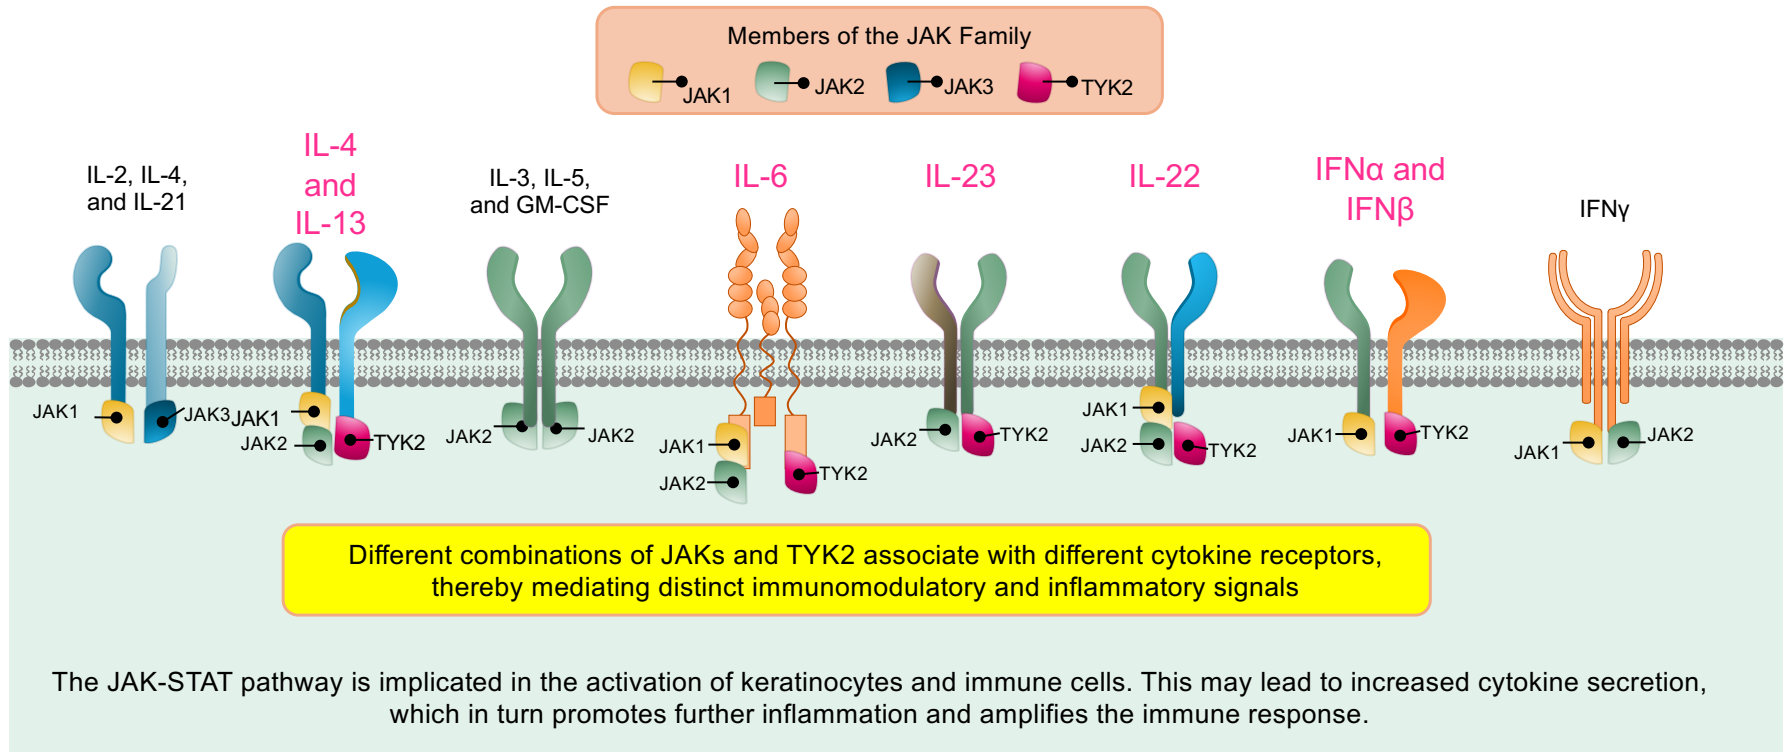 Members of the JAK Family
JAK1
JAK2
JAK3
TYK2
IL-2, IL-4,
and IL-21
IL-4
and
IL-13
IL-3, IL-5,
and GM-CSF
IL-6
IL-23
IL-22
IFNα and
IFNβ
IFNγ
JAK1
JAK3
JAK1
JAK2
TYK2
JAK2
JAK2
JAK1
JAK2
TYK2
JAK2
TYK2
JAK1
JAK2
TYK2
JAK1
TYK2
JAK1
JAK2
Different combinations of JAKs and TYK2 associate with different cytokine receptors,
thereby mediating distinct immunomodulatory and inflammatory signals
The JAK-STAT pathway is implicated in the activation of keratinocytes and immune cells. This may lead to increased cytokine secretion,
which in turn promotes further inflammation and amplifies the immune response.